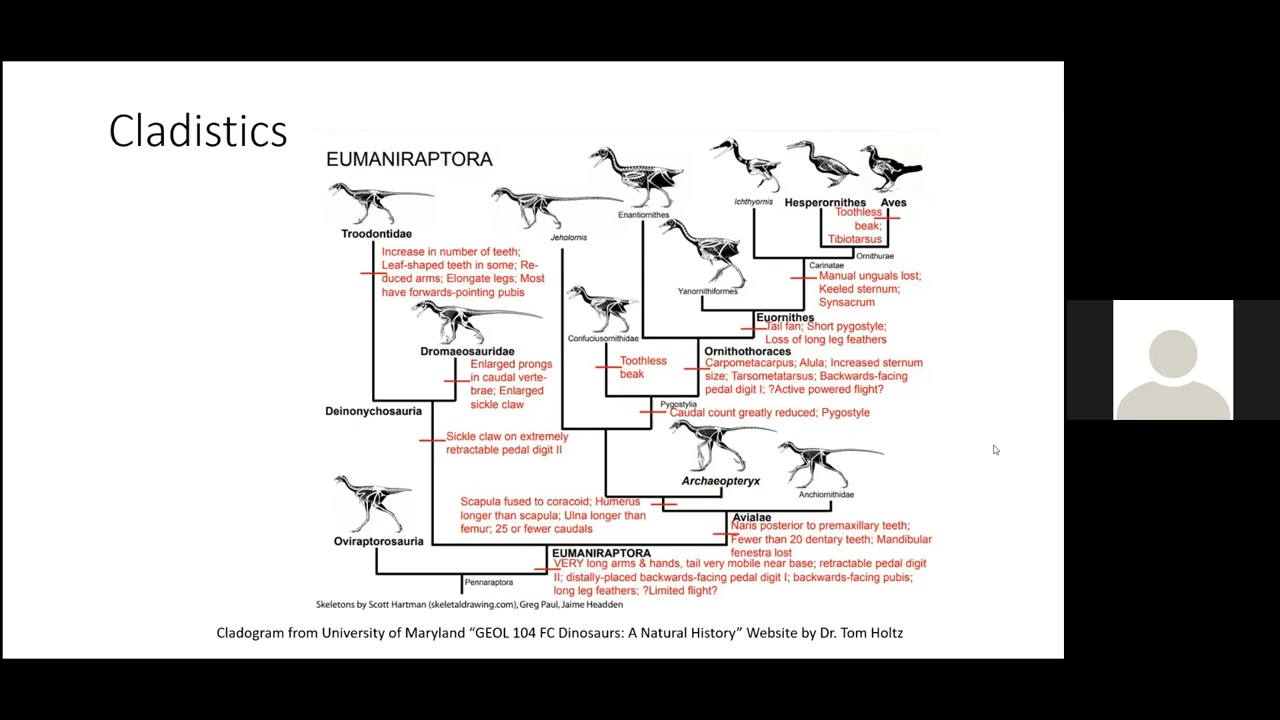 Cladistics
EUMANIRAPTORA
Troodontidae
Increase in number of teeth;
Leaf-shaped teeth in some; Re-
duced arms; Elongate legs; Most
have forwards-pointing pubis
Jeholornis
Enantiornithes
Ichthyornis
Hesperornithes
Aves
Toothless
beak;
Tibiotarsus
Ornithurae
Carinatae
Manual unguals lost;
Keeled sternum;
Synsacrum
Yanornithiformes
Euornithes
Tail fan; Short pygostyle;
Loss of long leg feathers
Dromaeosauridae
Enlarged prongs
in caudal verte-
brae; Enlarged
sickle claw
Confuciusornithidae
Toothless
beak
Ornithothoraces
Carpometacarpus; Alula; Increased sternum
size; Tarsometatarsus; Backwards-facing
pedal digit I; ?Active powered flight?
Pygostylia
Caudal count greatly reduced; Pygostyle
Deinonychosauria
Sickle claw on extremely
retractable pedal digit II
Archaeopteryx
Anchiornithidae
Scapula fused to coracoid; Humerus
longer than scapula; Ulna longer than
femur; 25 or fewer caudals
Avialae
Naris posterior to premaxillary teeth;
Fewer than 20 dentary teeth; Mandibular
fenestra lost
Oviraptorosauria
EUMANIRAPTORA
VERY long arms & hands, tail very mobile near base; retractable pedal digit
II; distally-placed backwards-facing pedal digit I; backwards-facing pubis;
long leg feathers; ?Limited flight?
Pennaraptora
Skeletons by Scott Hartman (skeletaldrawing.com), Greg Paul, Jaime Headden
Cladogram from University of Maryland “GEOL 104 FC Dinosaurs: A Natural History” Website by Dr. Tom Holtz